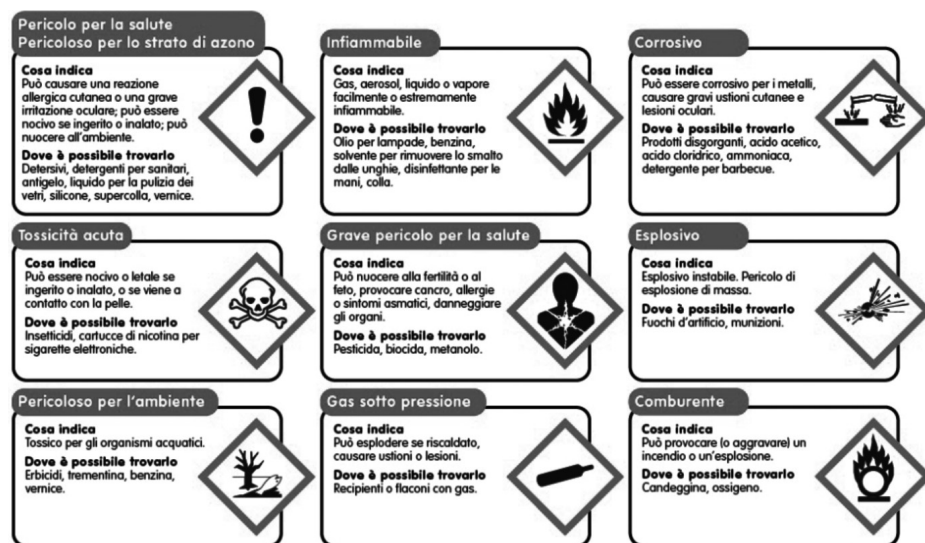 Pericolo per la salute
Pericoloso per lo strato di azono
Cosa indica
Può causare una reazione
allergica cutanea o una grave
irritazione oculare; può essere
nocivo se ingerito o inalato; può
nuocere all'ambiente.
Dove è possibile trovarlo
Detersivi, detergenti per sanitari,
antigelo, liquido per la pulizia dei
vetri, silicone, supercolla, vernice.
Infiammabile
Cosa indica
Gas, aerosol, liquido o vapore
facilmente o estremamente
infiammabile.
Dove è possibile trovarlo
Olio per lampade, benzina,
solvente per rimuovere lo smalto
dalle unghie, disinfettante per le
mani, colla.
Corrosivo
Cosa indica
Può essere corrosivo per i metalli,
causare gravi ustioni cutanee e
lesioni oculari.
Dove è possibile trovarlo
Prodotti disgorganti, acido acetico,
acido cloridrico, ammoniaca,
detergente per barbecue.
Tossicità acuta
Cosa indica
Può essere nocivo o letale se
ingerito o inalato, o se viene a
contatto con la pelle.
Dove è possibile trovarlo
Insetticidi, cartucce di nicotina per
sigarette elettroniche.
Grave pericolo per la salute
Cosa indica
Può nuocere alla fertilità o al
feto, provocare cancro, allergie
o sintomi asmatici, danneggiare
gli organi.
Dove è possibile trovarlo
Pesticida, biocida, metanolo.
Esplosivo
Cosa indica
Esplosivo instabile. Pericolo di
esplosione di massa.
Dove è possibile trovarlo
Fuochi d'artificio, munizioni.
Pericoloso per l'ambiente
Cosa indica
Tossico per gli organismi acquatici.
Dove è possibile trovarlo
Erbicidi, trementina, benzina,
vernice.
Gas sotto pressione
Cosa indica
Può esplodere se riscaldato,
causare ustioni o lesioni.
Dove è possibile trovarlo
Recipienti o flaconi con gas.
Comburente
Cosa indica
Può provocare (o aggravare) un
incendio o un'esplosione.
Dove è possibile trovarlo
Candeggina, ossigeno.